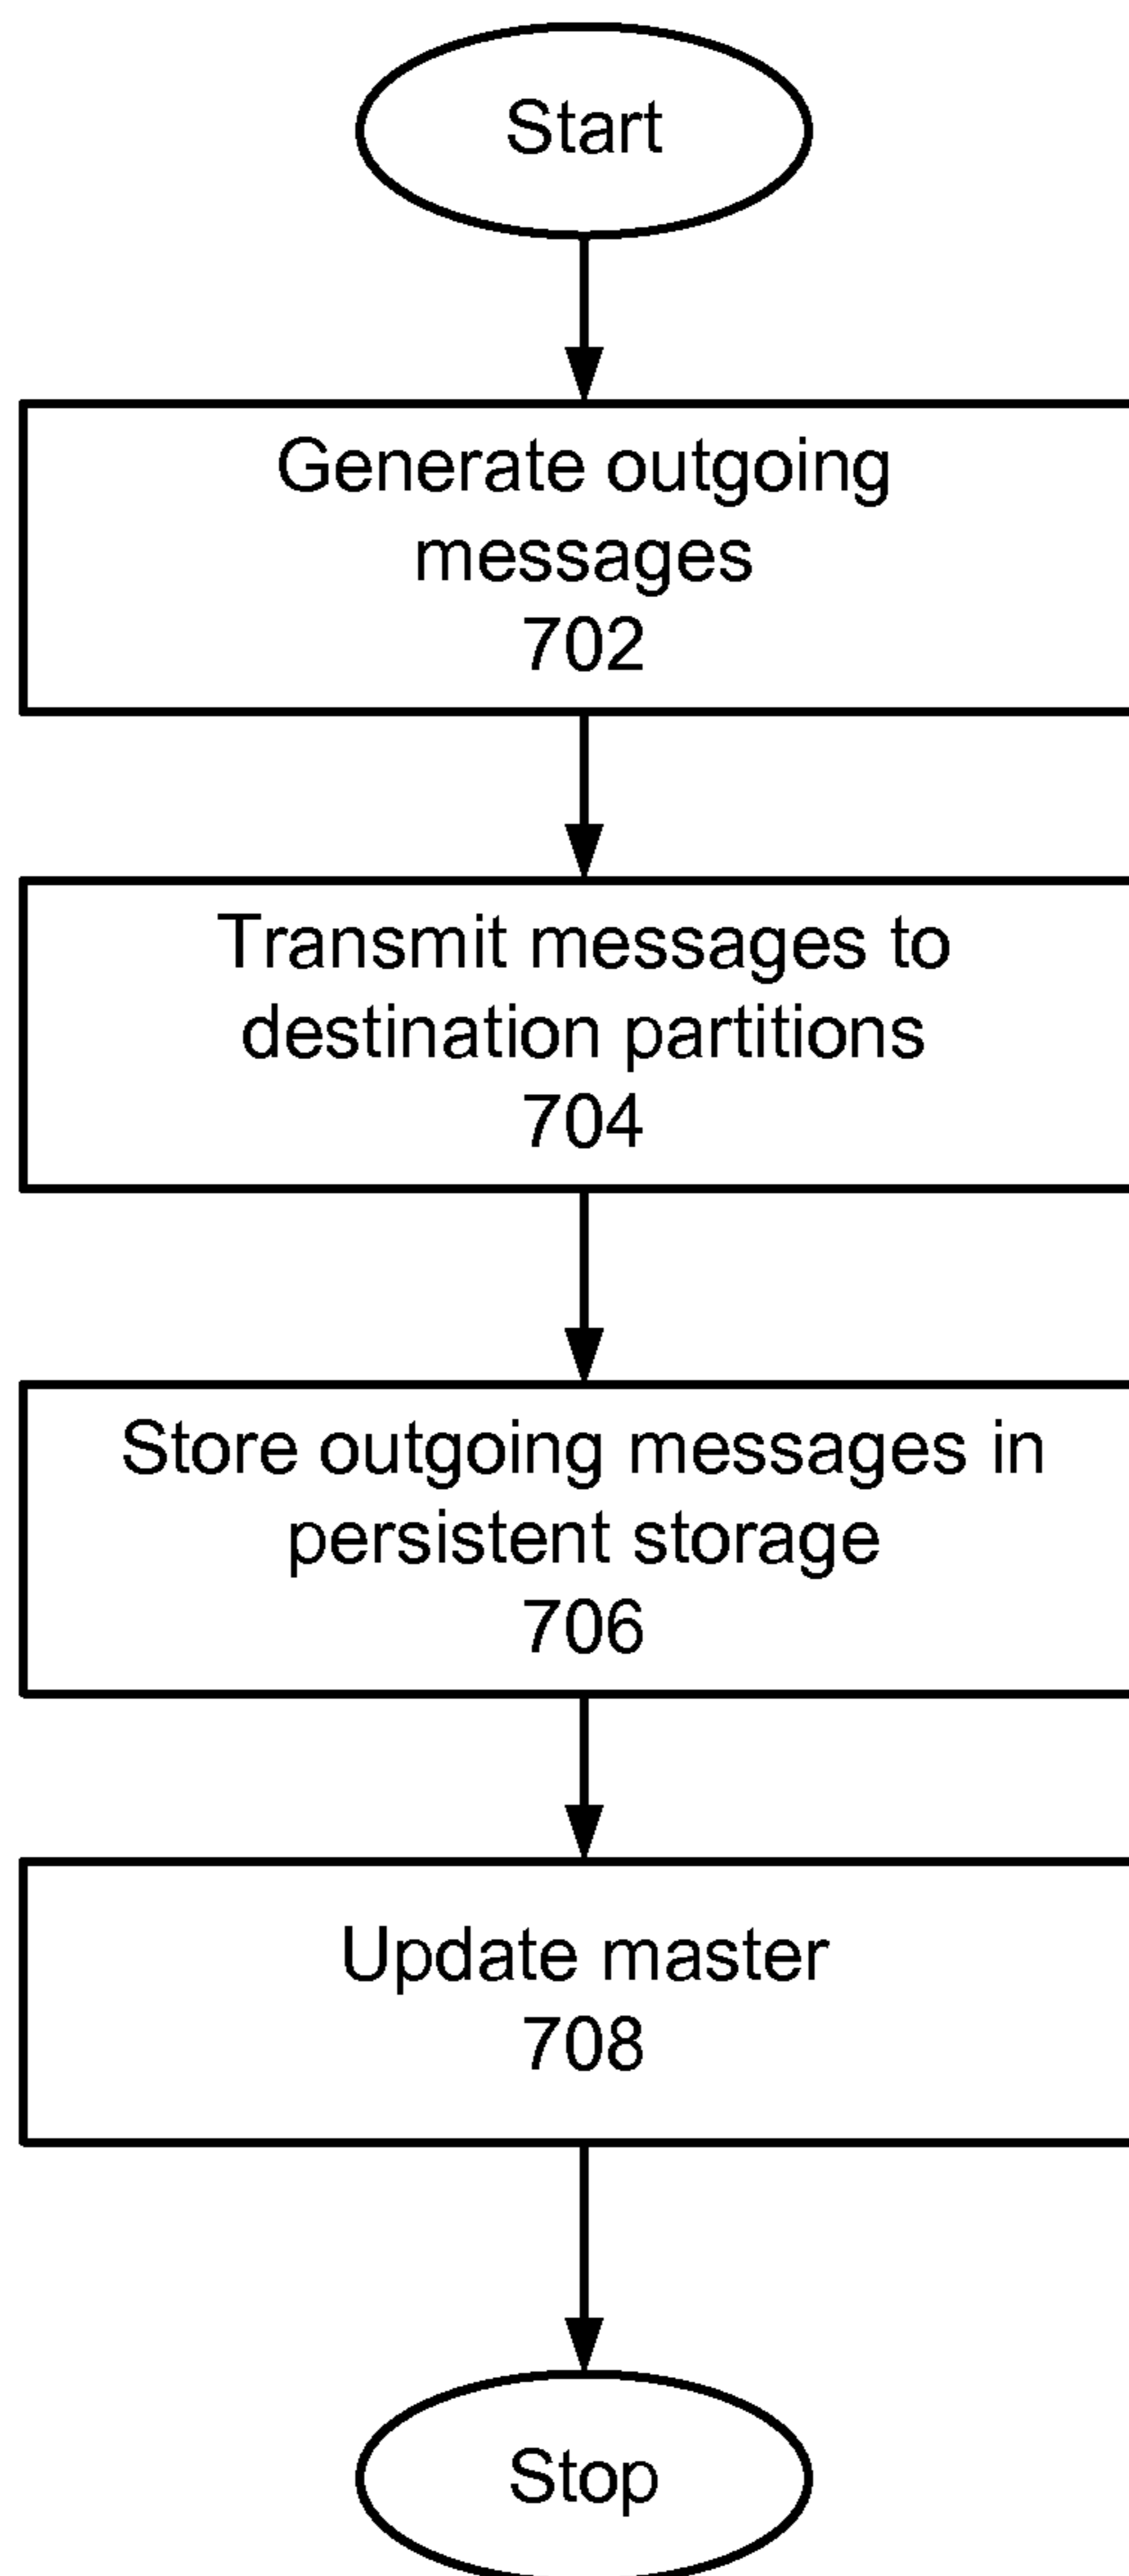 Start
Generate outgoing
messages
702
Transmit messages to
destination partitions
704
Store outgoing messages in
persistent storage
706
Update master
708
Stop